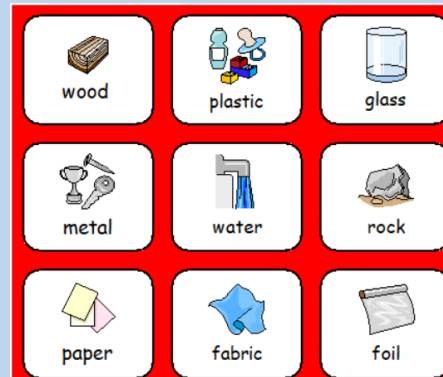 wood
plastic
glass
metal
water
rock
paper
fabric
foil